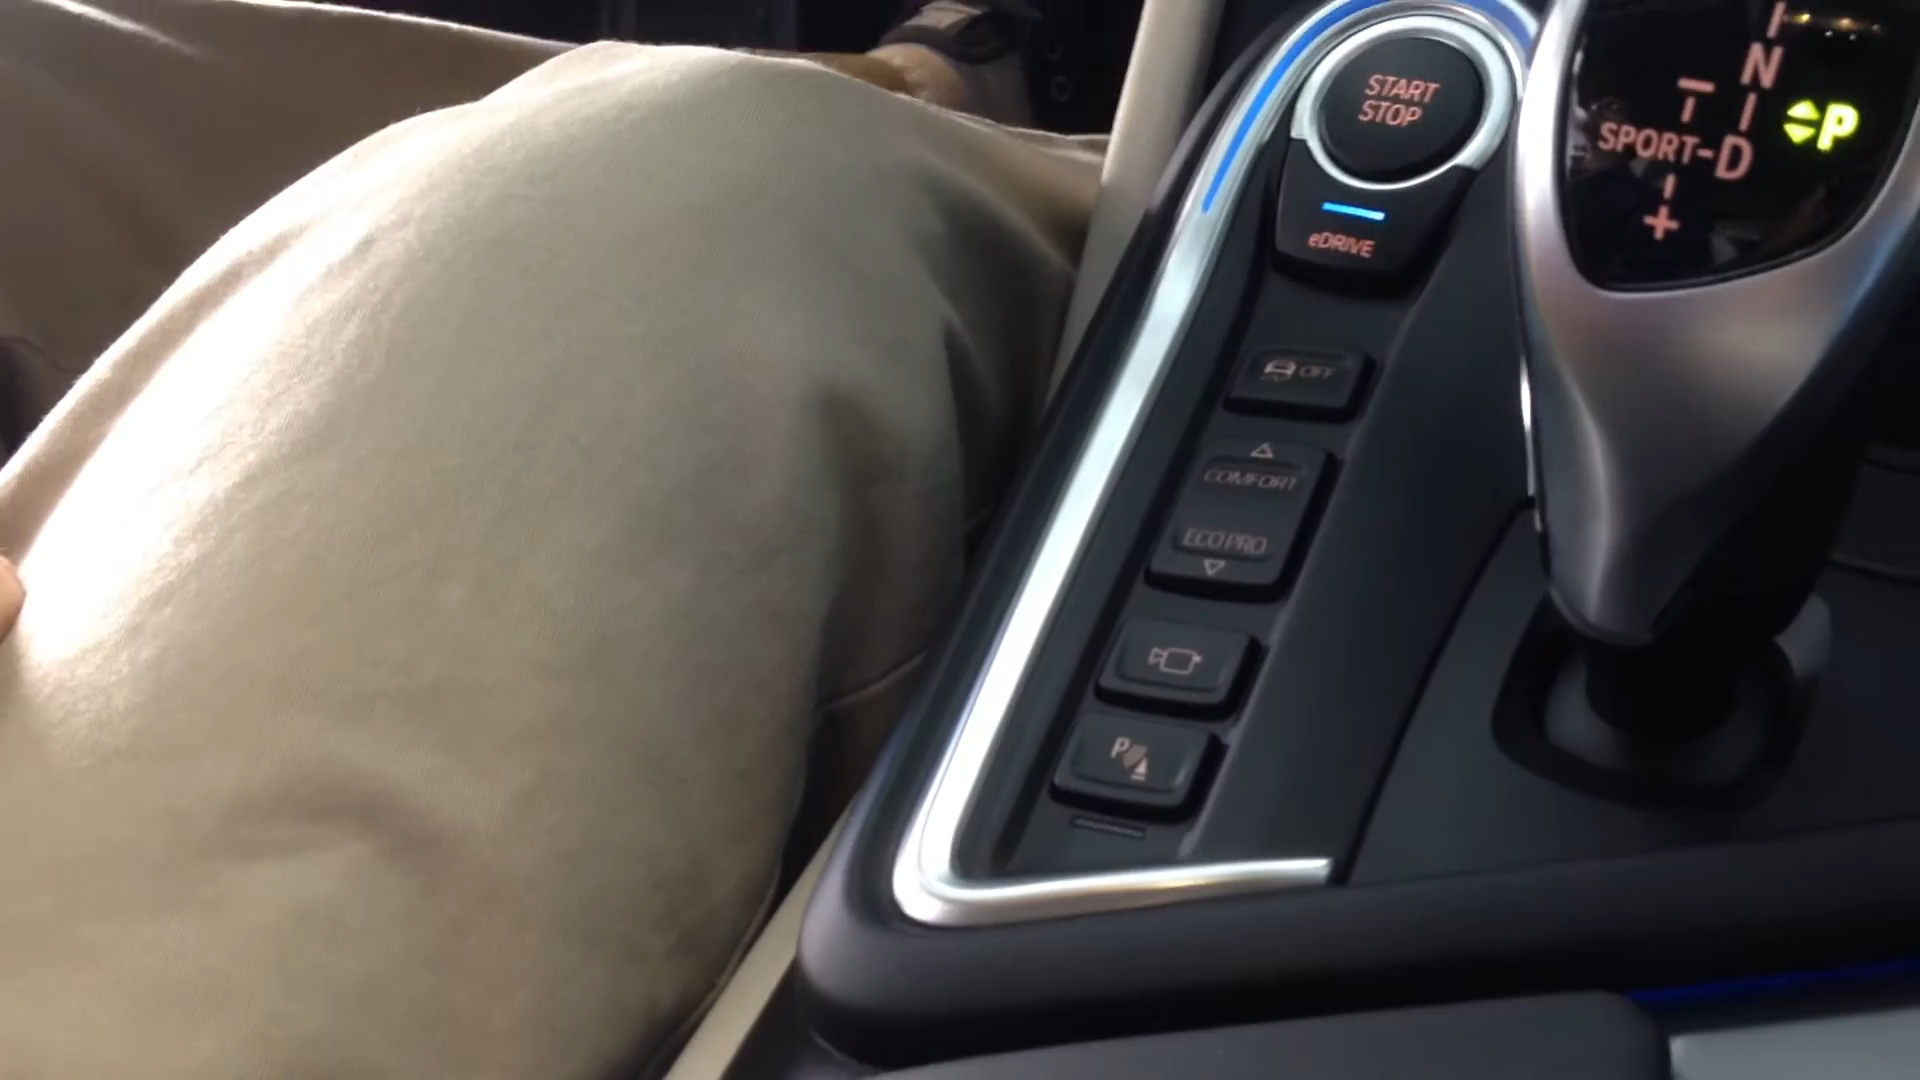 START
STOP
eDRIVE
OFF
COMFORT
ECO PRO
P
N
SPORT-D
P
+